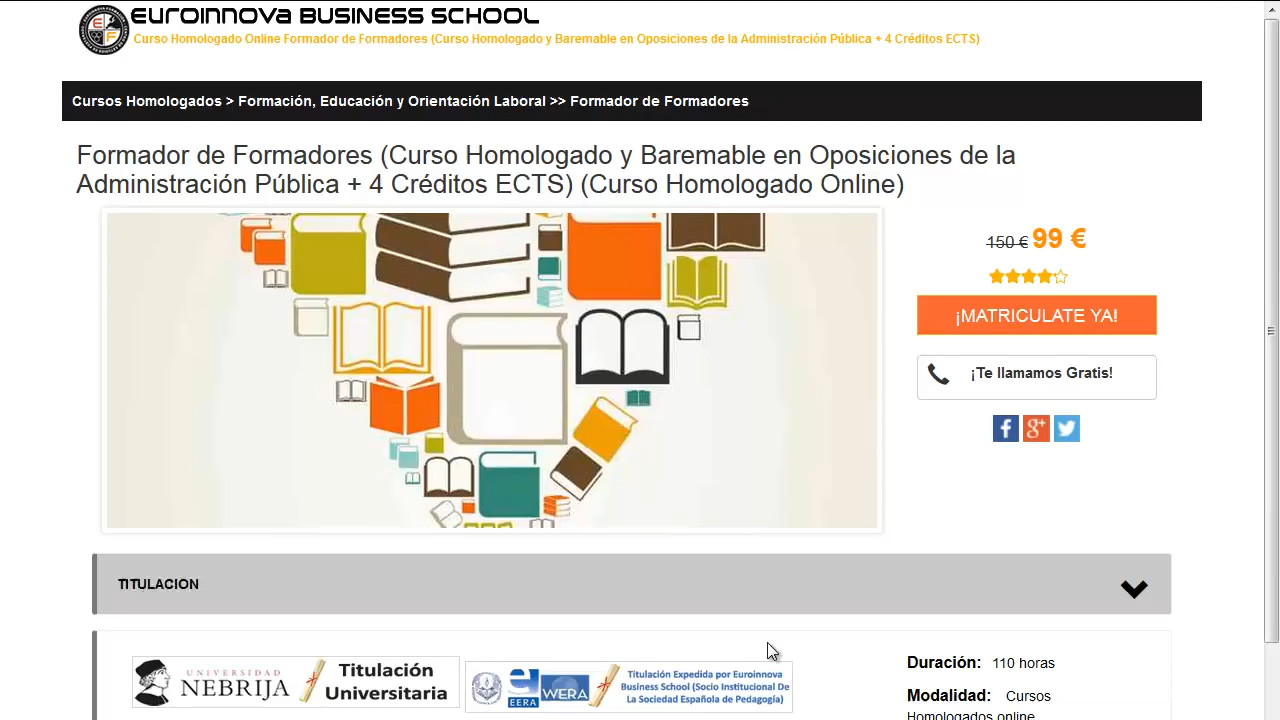 EUROINNOVA BUSINESS SCHOOL
Curso Homologado Online Formador de Formadores (Curso Homologado y Baremable en Oposiciones de la Administración Pública + 4 Créditos ECTS)
Cursos Homologados > Formación, Educación y Orientación Laboral >> Formador de Formadores
Formador de Formadores (Curso Homologado y Baremable en Oposiciones de la
Administración Pública + 4 Créditos ECTS) (Curso Homologado Online)
150 € 99 €
¡MATRICULATE YA!
¡Te llamamos Gratis!
TITULACION
UNIVERSIDAD
NEBRIJA
Titulación
Universitaria
EERA
WERA
Titulación Expedida por Euroinnova
Business School (Socio Institucional De
La Sociedad Española de Pedagogía)
Duración: 110 horas
Modalidad: Cursos
Homologados online